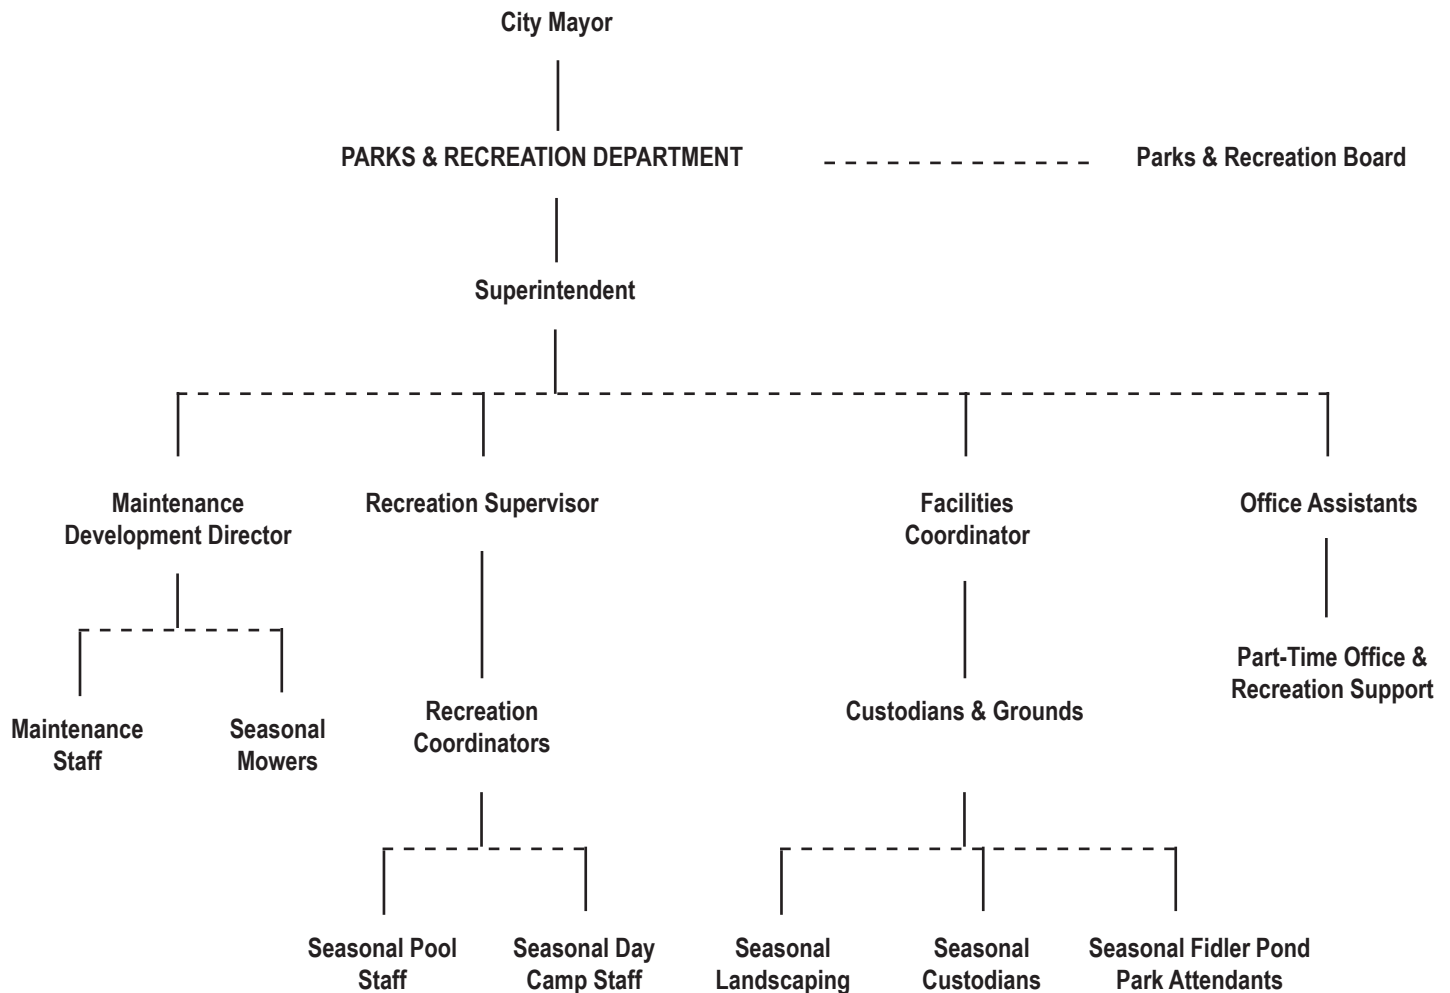 City Mayor
PARKS & RECREATION DEPARTMENT
Parks & Recreation Board
Superintendent
Maintenance
Development Director
Recreation Supervisor
Facilities
Coordinator
Office Assistants
Part-Time Office &
Recreation Support
Maintenance
Staff
Seasonal
Mowers
Recreation
Coordinators
Custodians & Grounds
Seasonal Pool
Staff
Seasonal Day
Camp Staff
Seasonal
Landscaping
Seasonal
Custodians
Seasonal Fidler Pond
Park Attendants